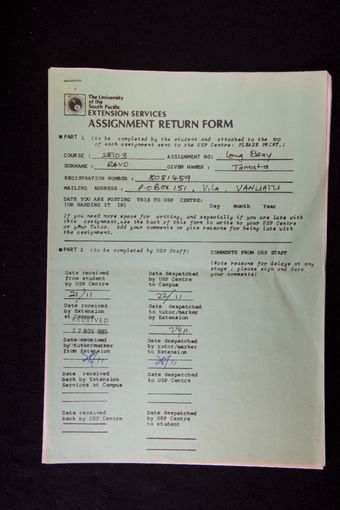 The University
of the
South Pacific
EXTENSION SERVICES
ASSIGNMENT RETURN FORM
■ PART 1 (to be completed by the student and attached to the top
of each assignment sent to the USP Centre: PLEASE PRINT.)
COURSE : SE103 ASSIGNMENT NO: Long Essay
SURNAME : RAVO GIVEN NAMES : Tamata
REGISTRATION NUMBER : 8081459
MAILING ADDRESS : P.O BOX 151, Vila, VANUATU
DATE YOU ARE POSTING THIS TO USP CENTRE:
(OR HANDING IT IN) Day Month Year
If you need more space for writing, and especially if you are late with
this assignment, use the back of this form to write to your USP Centre
or your Tutor. Add your comments or give reasons for being late with
the assignment.
■ PART 2 (to be completed by USP Staff) COMMENTS FROM USP STAFF
(Note reasons for delays at any
stage ; please sign and date
your comments)
Date received Date despatched
from student by USP Centre
by USP Centre to Campus
21/11 22/11
Date received Date despatched
by Extension to tutor/marker
at Campus by Extension
RECEIVED
27 NOV 1985
Date received Date despatched
by tutor/marker by tutor/marker
from Extension to Extension
Date received Date despatched
back by Extension to USP Centre
Services at Campus
Date received Date despatched
back by USP Centre by USP Centre
to student